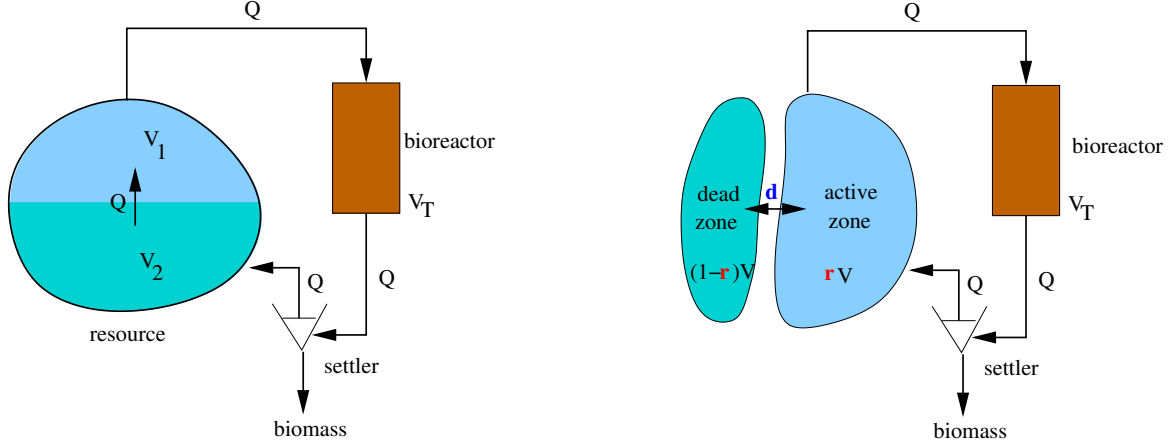 Q
V1
bioreactor
Q
VT
V2
Q
Q
resource
settler
biomass
Q
bioreactor
dead
zone
d
active
zone
VT
(1−r)V
rV
Q
Q
settler
biomass